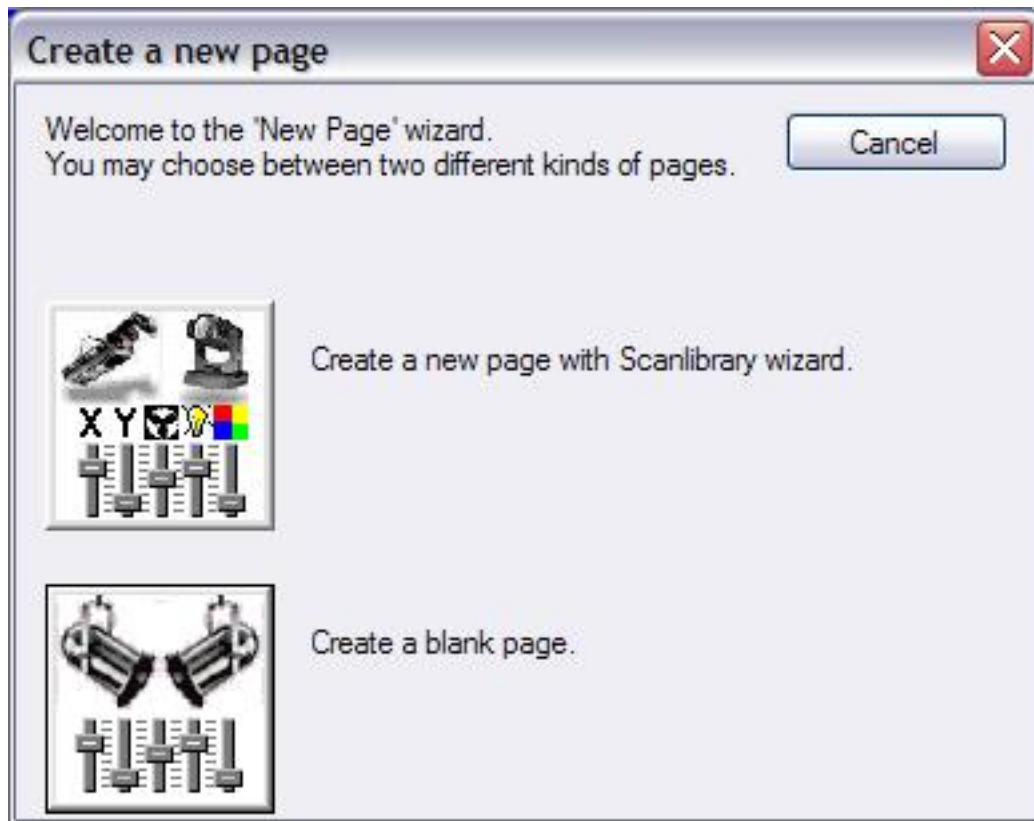 Create a new page
Welcome to the 'New Page' wizard.
You may choose between two different kinds of pages.
Cancel
Create a new page with Scanlibrary wizard.
X Y
Create a blank page.